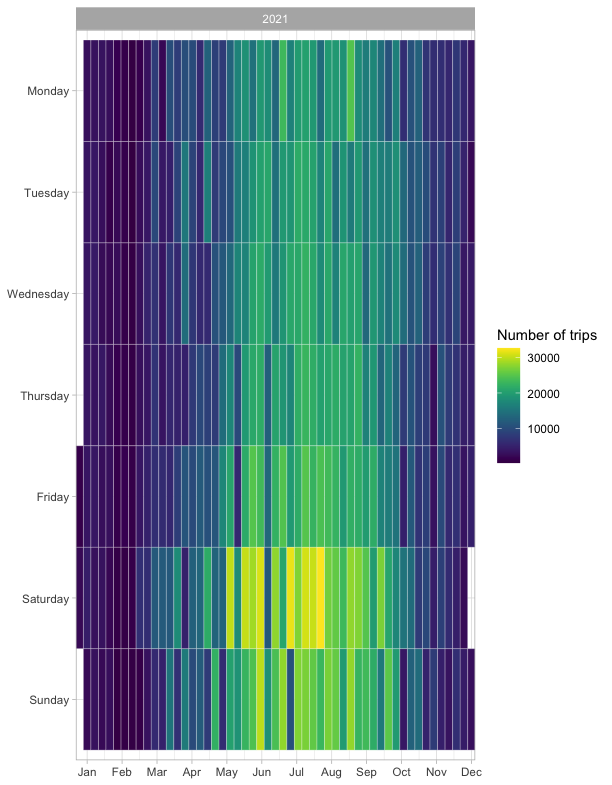 2021
Monday
Tuesday
Wednesday
Thursday
Friday
Saturday
Sunday
Jan Feb Mar Apr May Jun Jul Aug Sep Oct Nov Dec
Number of trips
30000
20000
10000